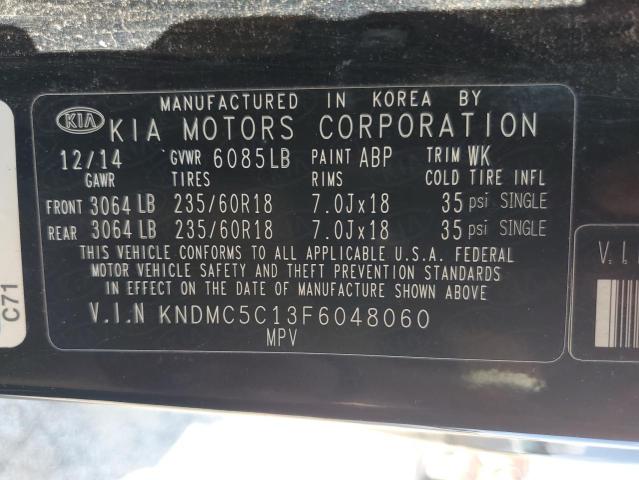 MANUFACTURED IN KOREA BY
KIA KIA MOTORS CORPORATION
12/14 GVWR 6085LB PAINT ABP TRIM WK
GAWR TIRES RIMS COLD TIRE INFL
FRONT 3064 LB 235/60R18 7.0Jx18 35 psi SINGLE
REAR 3064 LB 235/60R18 7.0Jx18 35 psi SINGLE
THIS VEHICLE CONFORMS TO ALL APPLICABLE U.S.A. FEDERAL
MOTOR VEHICLE SAFETY AND THEFT PREVENTION STANDARDS
IN EFFECT ON THE DATE OF MANUFACTURE SHOWN ABOVE.
V.I.N KNDMC5C13F6048060
MPV
C71
V.I.N